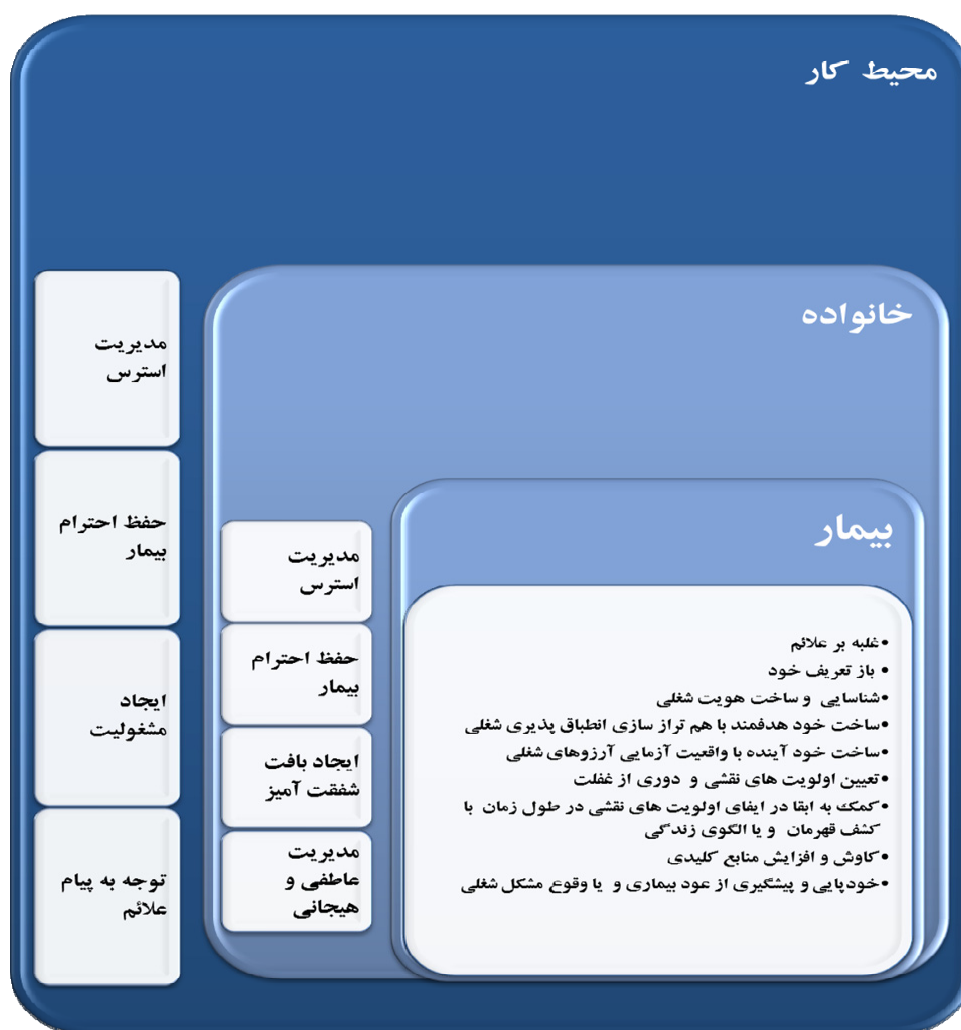 محیط کار
مدیریت
استرس
حفظ احترام
بیمار
ایجاد
مشغولیت
توجه به پیام
علائم
خانواده
مدیریت
استرس
حفظ احترام
بیمار
ایجاد بافت
شفقت آمیز
مدیریت
عاطفی و
هیجانی
بیمار
•غلبه بر علائم
• باز تعریف خود
•شناسایی و ساخت هویت شغلی
•ساخت خود هدفمند با هم تراز سازی انطباق پذیری شغلی
•ساخت خود آینده با واقعیت آزمایی آرزوهای شغلی
•تعیین اولویت های نقشی و دوری از غفلت
•کمک به ابقا در ایفای اولویت های نقشی در طول زمان با
کشف قهرمان و یا الگوی زندگی
•کاوش و افزایش منابع کلیدی
•خودپایی و پیشگیری از عود بیماری و یا وقوع مشکل شغلی